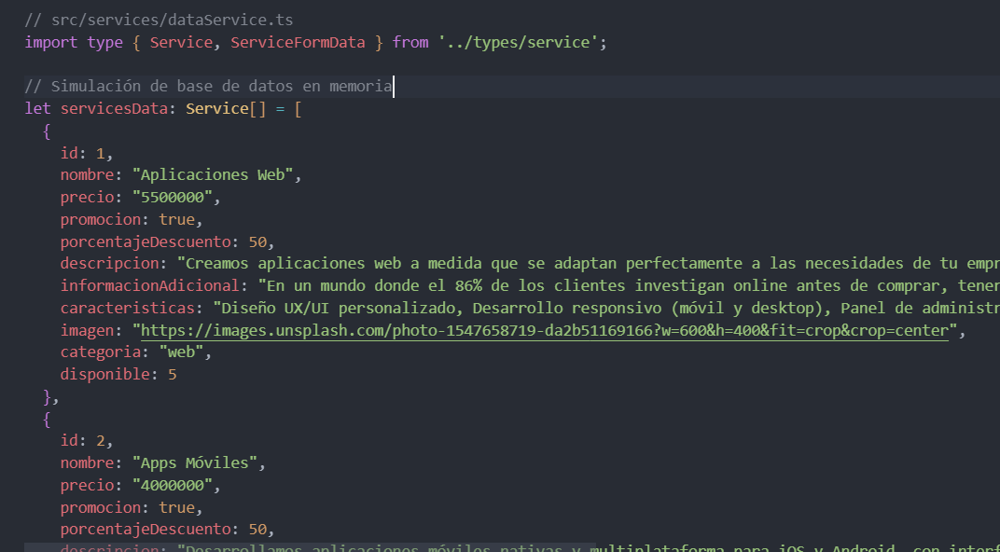 // src/services/dataService.ts
import type { Service, ServiceFormData } from '../types/service';
// Simulación de base de datos en memoria
let servicesData: Service[] = [
{
id: 1,
nombre: "Aplicaciones Web",
precio: "5500000",
promocion: true,
porcentajeDescuento: 50,
descripcion: "Creamos aplicaciones web a medida que se adaptan perfectamente a las necesidades de tu empr
informacionAdicional: "En un mundo donde el 86% de los clientes investigan online antes de comprar, tener
caracteristicas: "Diseño UX/UI personalizado, Desarrollo responsivo (móvil y desktop), Panel de administr
imagen: "https://images.unsplash.com/photo-1547658719-da2b51169166?w=600&h=400&fit=crop&crop=center",
categoria: "web",
disponible: 5
},
{
id: 2,
nombre: "Apps Móviles",
precio: "4000000",
promocion: true,
porcentajeDescuento: 50,
descripcion: "Desarrollamos aplicaciones móviles nativas y multiplataforma para iOS y Android, con interf